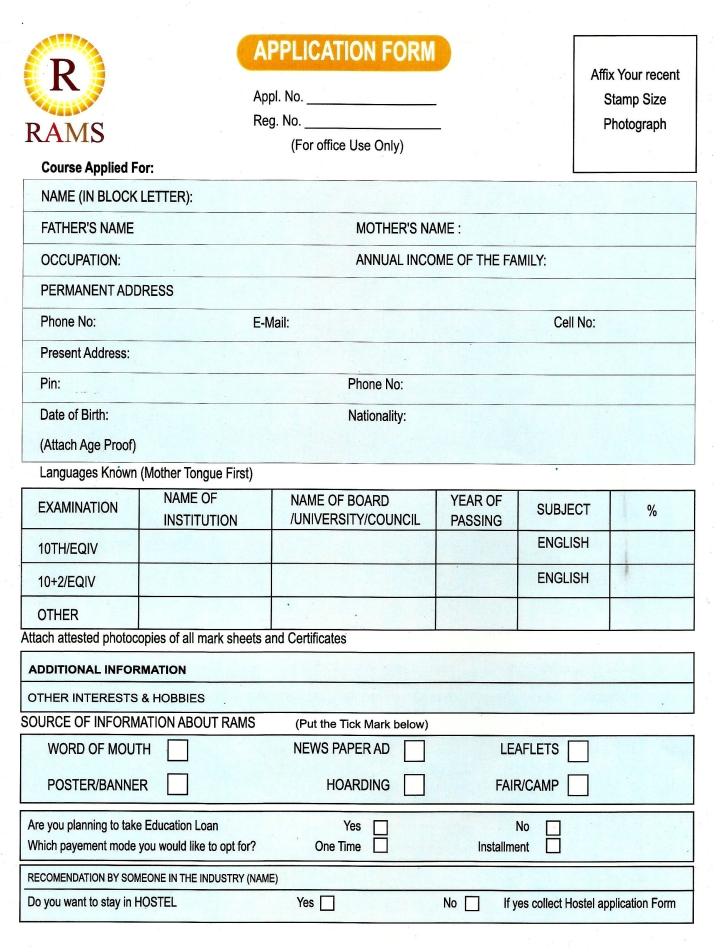 R
RAMS
APPLICATION FORM
Appl. No.
Reg. No.
(For office Use Only)
Affix Your recent
Stamp Size
Photograph
Course Applied For:
NAME (IN BLOCK LETTER):
FATHER'S NAME MOTHER'S NAME :
OCCUPATION: ANNUAL INCOME OF THE FAMILY:
PERMANENT ADDRESS
Phone No: E-Mail: Cell No:
Present Address:
Pin: Phone No:
Date of Birth: Nationality:
(Attach Age Proof)
Languages Known (Mother Tongue First)
EXAMINATION
NAME OF
INSTITUTION
NAME OF BOARD
/UNIVERSITY/COUNCIL
YEAR OF
PASSING
SUBJECT
%
10TH/EQIV ENGLISH
10+2/EQIV ENGLISH
OTHER
Attach attested photocopies of all mark sheets and Certificates
ADDITIONAL INFORMATION
OTHER INTERESTS & HOBBIES
SOURCE OF INFORMATION ABOUT RAMS (Put the Tick Mark below)
WORD OF MOUTH NEWS PAPER AD LEAFLETS
POSTER/BANNER HOARDING FAIR/CAMP
Are you planning to take Education Loan Yes No
Which payement mode you would like to opt for? One Time Installment
RECOMENDATION BY SOMEONE IN THE INDUSTRY (NAME)
Do you want to stay in HOSTEL Yes No If yes collect Hostel application Form